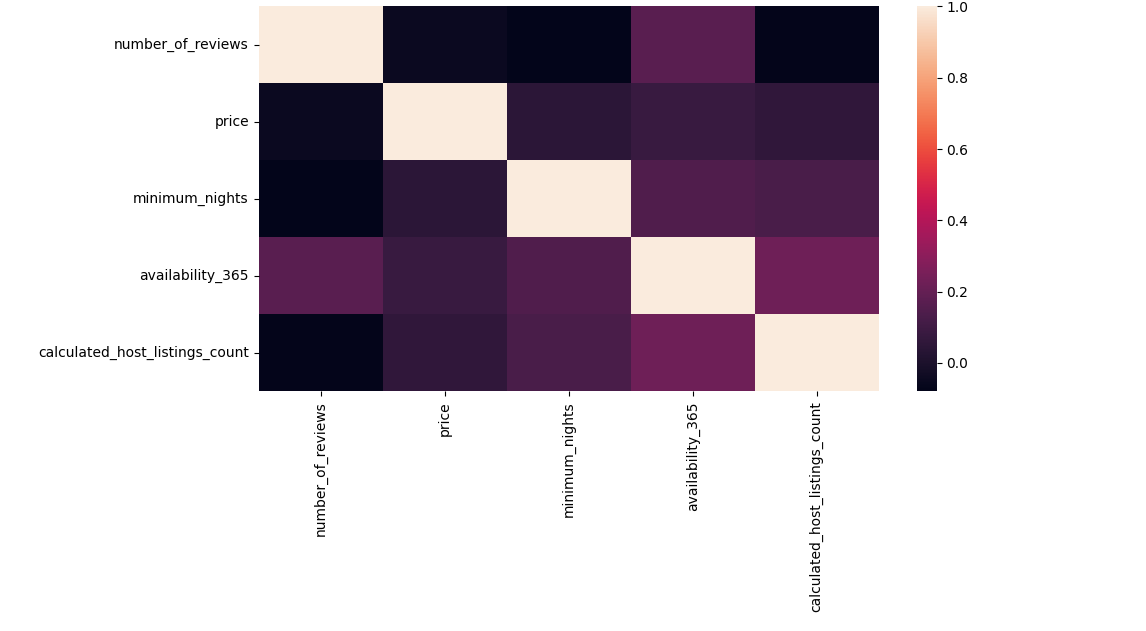 number_of_reviews
price
minimum_nights
availability_365
calculated_host_listings_count
number_of_reviews
price
minimum_nights
availability_365
calculated_host_listings_count
1.0
0.8
0.6
0.4
0.2
0.0